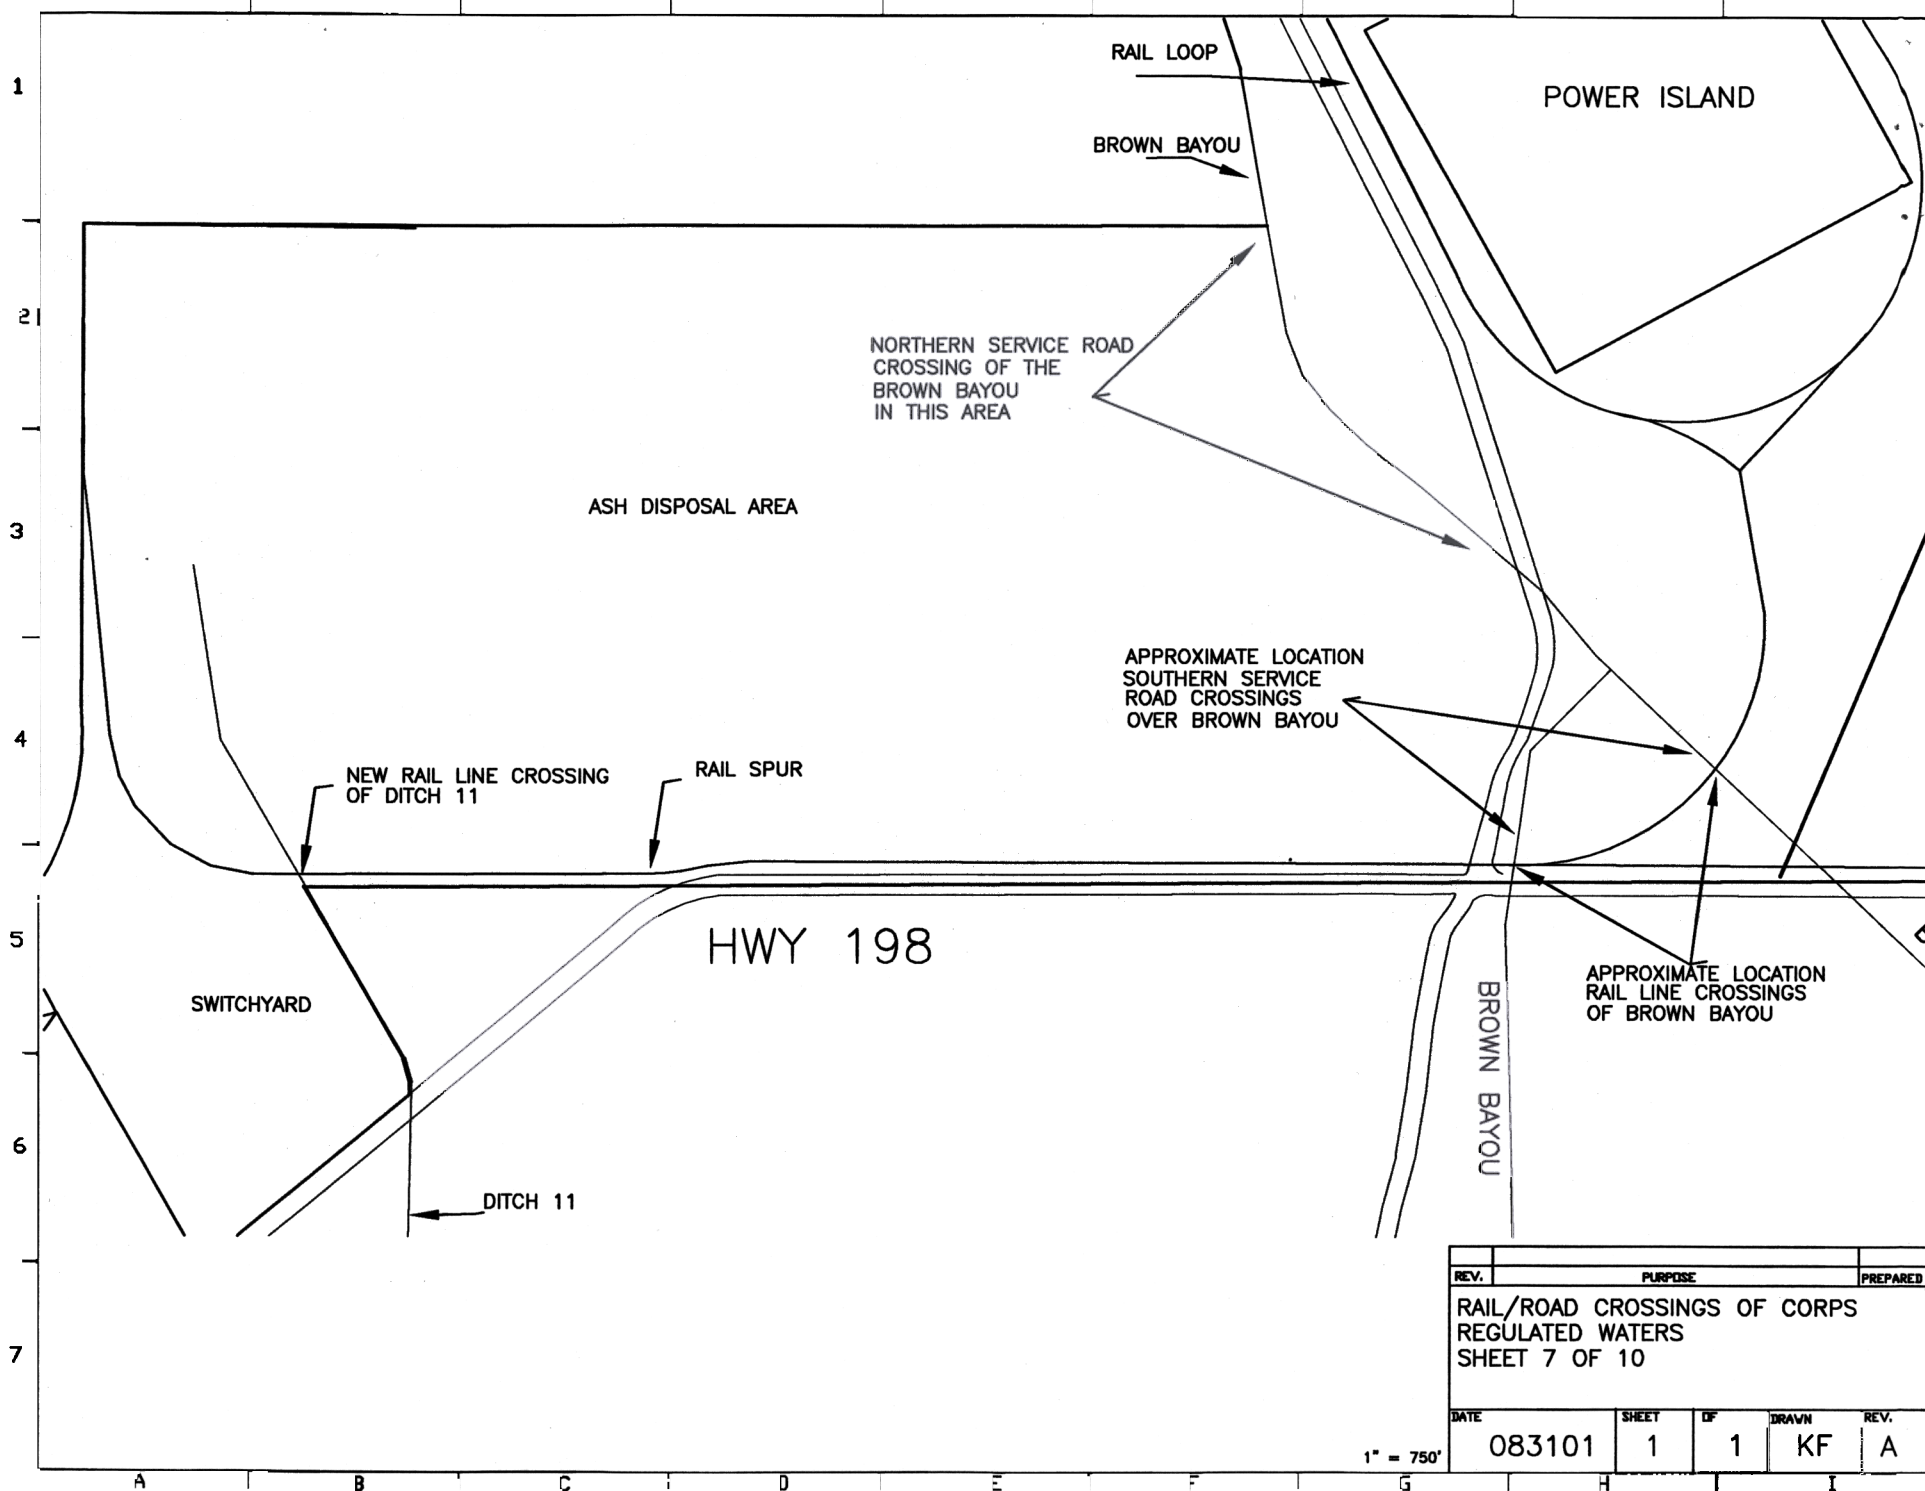 RAIL LOOP
POWER ISLAND
BROWN BAYOU
NORTHERN SERVICE ROAD
CROSSING OF THE
BROWN BAYOU
IN THIS AREA
ASH DISPOSAL AREA
APPROXIMATE LOCATION
SOUTHERN SERVICE
ROAD CROSSINGS
OVER BROWN BAYOU
NEW RAIL LINE CROSSING
OF DITCH 11
RAIL SPUR
HWY 198
SWITCHYARD
BROWN BAYOU
APPROXIMATE LOCATION
RAIL LINE CROSSINGS
OF BROWN BAYOU
DITCH 11
1
2
3
4
5
6
7
REV. PURPOSE PREPARED
RAIL/ROAD CROSSINGS OF CORPS
REGULATED WATERS
SHEET 7 OF 10
DATE SHEET OF DRAWN REV.
083101 1 1 KF A
1" = 750'
A B C D E F G H I